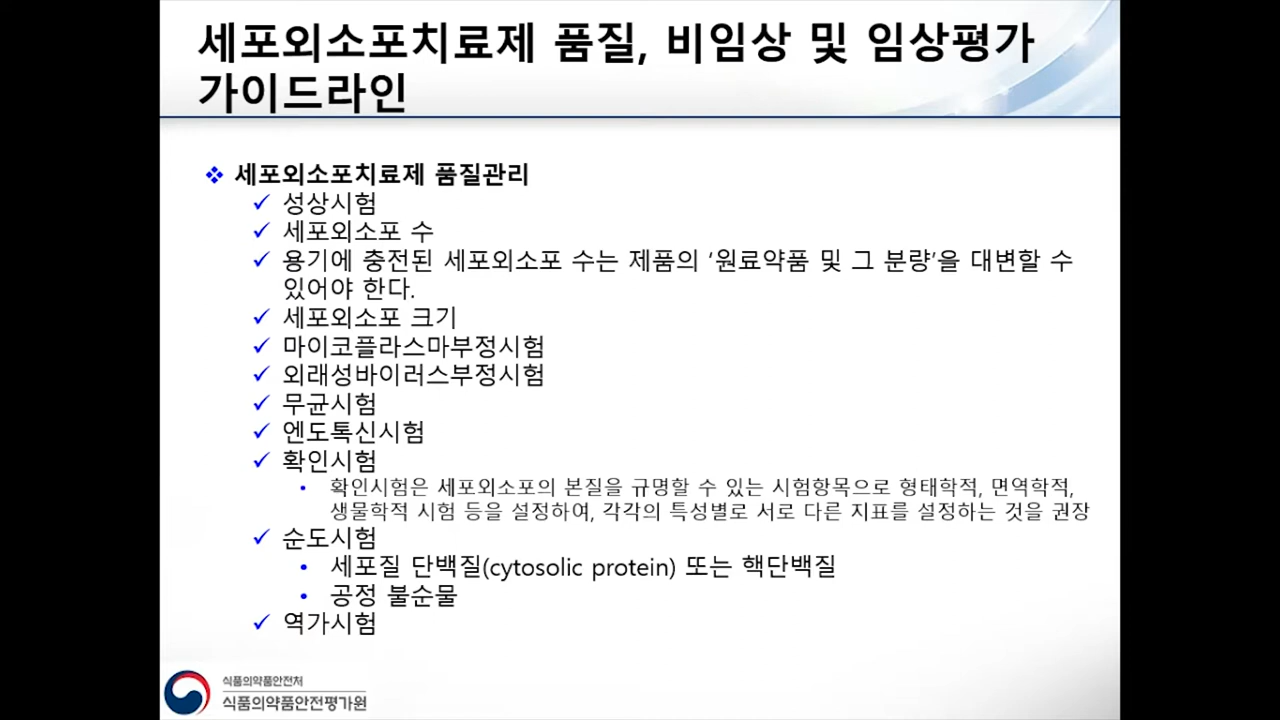 세포외소포치료제 품질, 비임상 및 임상평가
가이드라인
❖ 세포외소포치료제 품질관리
✓ 성상시험
✓ 세포외소포 수
✓ 용기에 충전된 세포외소포 수는 제품의 ‘원료약품 및 그 분량’을 대변할 수
있어야 한다.
✓ 세포외소포 크기
✓ 마이코플라스마부정시험
✓ 외래성바이러스부정시험
✓ 무균시험
✓ 엔도톡신시험
✓ 확인시험
• 확인시험은 세포외소포의 본질을 규명할 수 있는 시험항목으로 형태학적, 면역학적,
생물학적 시험 등을 설정하여, 각각의 특성별로 서로 다른 지표를 설정하는 것을 권장
✓ 순도시험
• 세포질 단백질(cytosolic protein) 또는 핵단백질
• 공정 불순물
✓ 역가시험
식품의약품안전처
식품의약품안전평가원